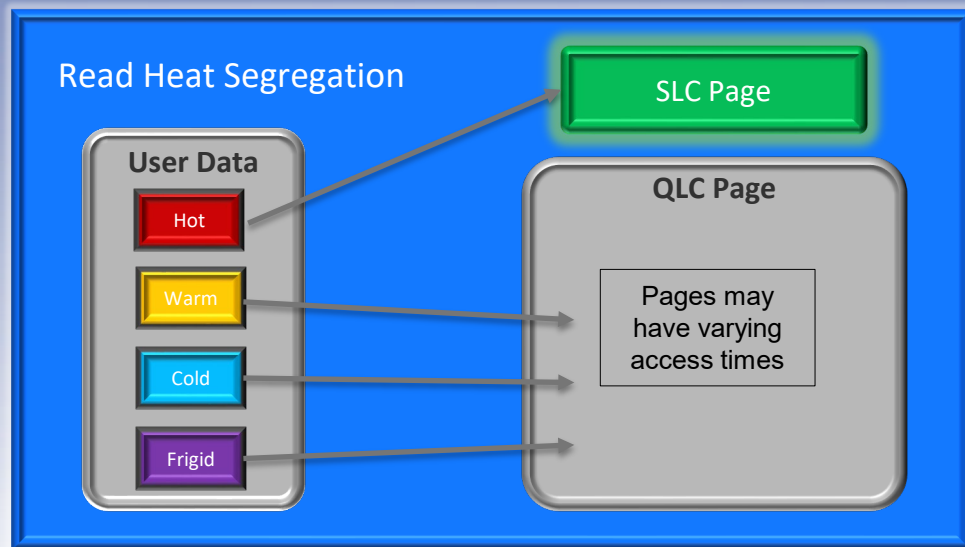 Read Heat Segregation
SLC Page
User Data
Hot
Warm
Cold
Frigid
QLC Page
Pages may
have varying
access times